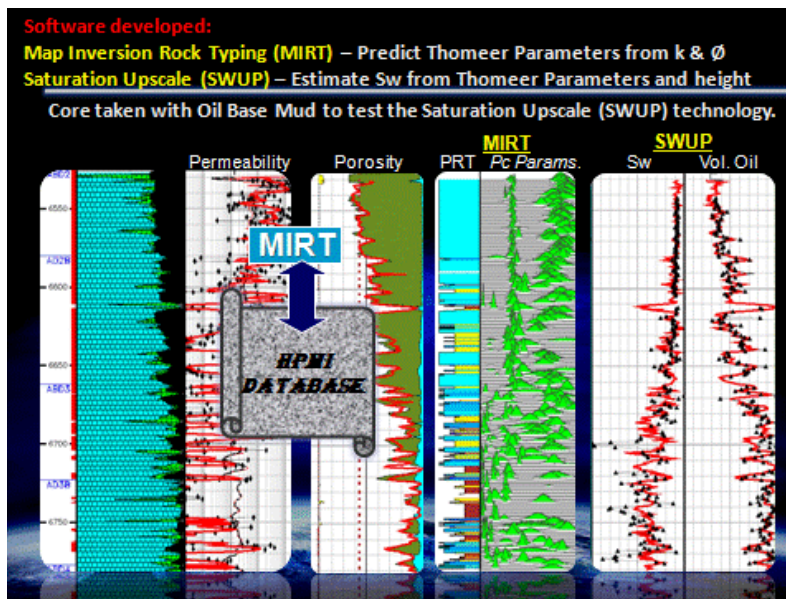 Software developed:
Map Inversion Rock Typing (MIRT) – Predict Thomeer Parameters from k & Ø
Saturation Upscale (SWUP) – Estimate Sw from Thomeer Parameters and height
Core taken with Oil Base Mud to test the Saturation Upscale (SWUP) technology.
MIRT SWUP
Permeability Porosity PRT Pc Params. Sw Vol. Oil
6550
MIRT
AD2B
6600
HPMI
DATABASE
6650
6700
AD3B
6750